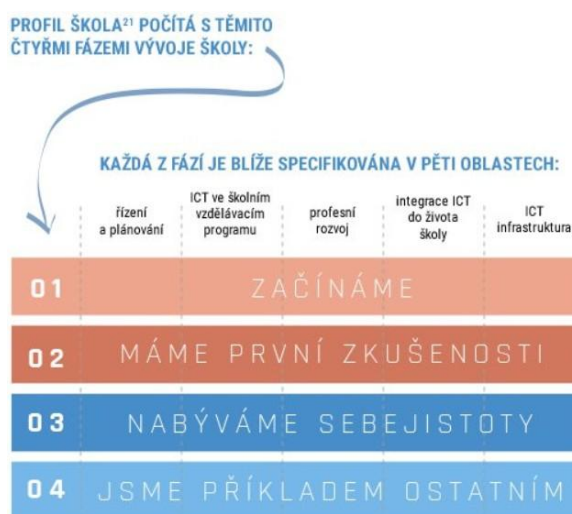 PROFIL ŠKOLA²¹ POČÍTÁ S TĚMITO
ČTYŘMI FÁZEMI VÝVOJE ŠKOLY:
KAŽDÁ Z FÁZÍ JE BLÍŽE SPECIFIKOVÁNA V PĚTI OBLASTECH:
řízení
a plánování
ICT ve školním
vzdělávacím
programu
profesní
rozvoj
integrace ICT
do života
školy
ICT
infrastruktura
01 ZAČÍNÁME
02 MÁME PRVNÍ ZKUŠENOSTI
03 NABÝVÁME SEBEJISTOTY
04 JSME PŘÍKLADEM OSTATNÍM